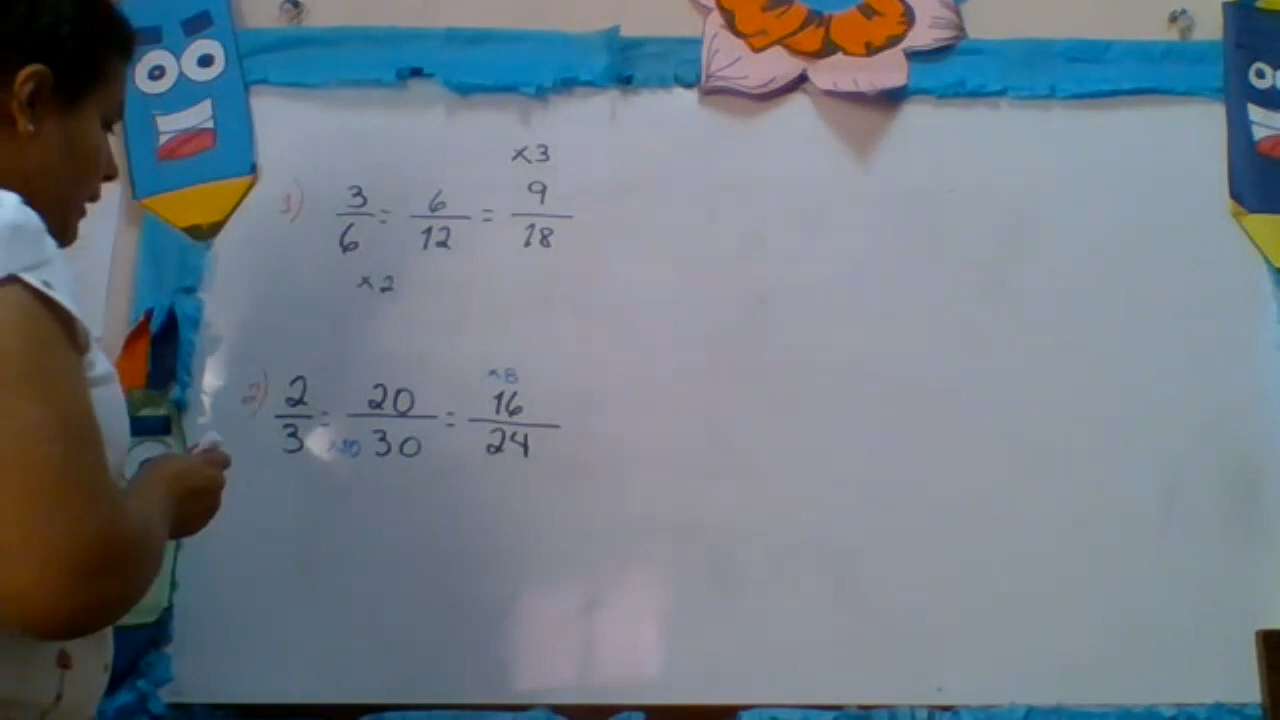 ×3
1) 3/6 = 6/12 = 9/18
×2
×8
2) 2/3 = 20/30 = 16/24
×10